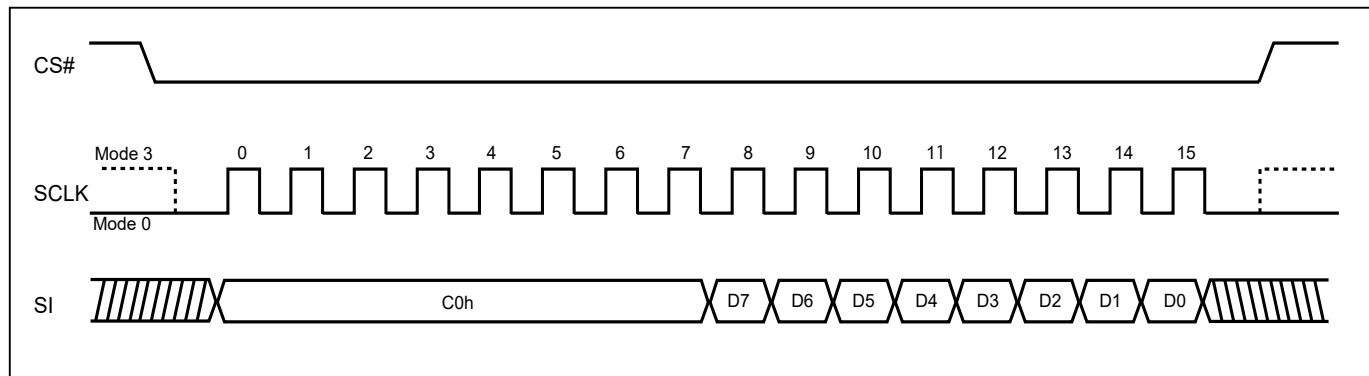 CS#
Mode 3 0 1 2 3 4 5 6 7 8 9 10 11 12 13 14 15
SCLK
Mode 0
SI C0h D7 D6 D5 D4 D3 D2 D1 D0